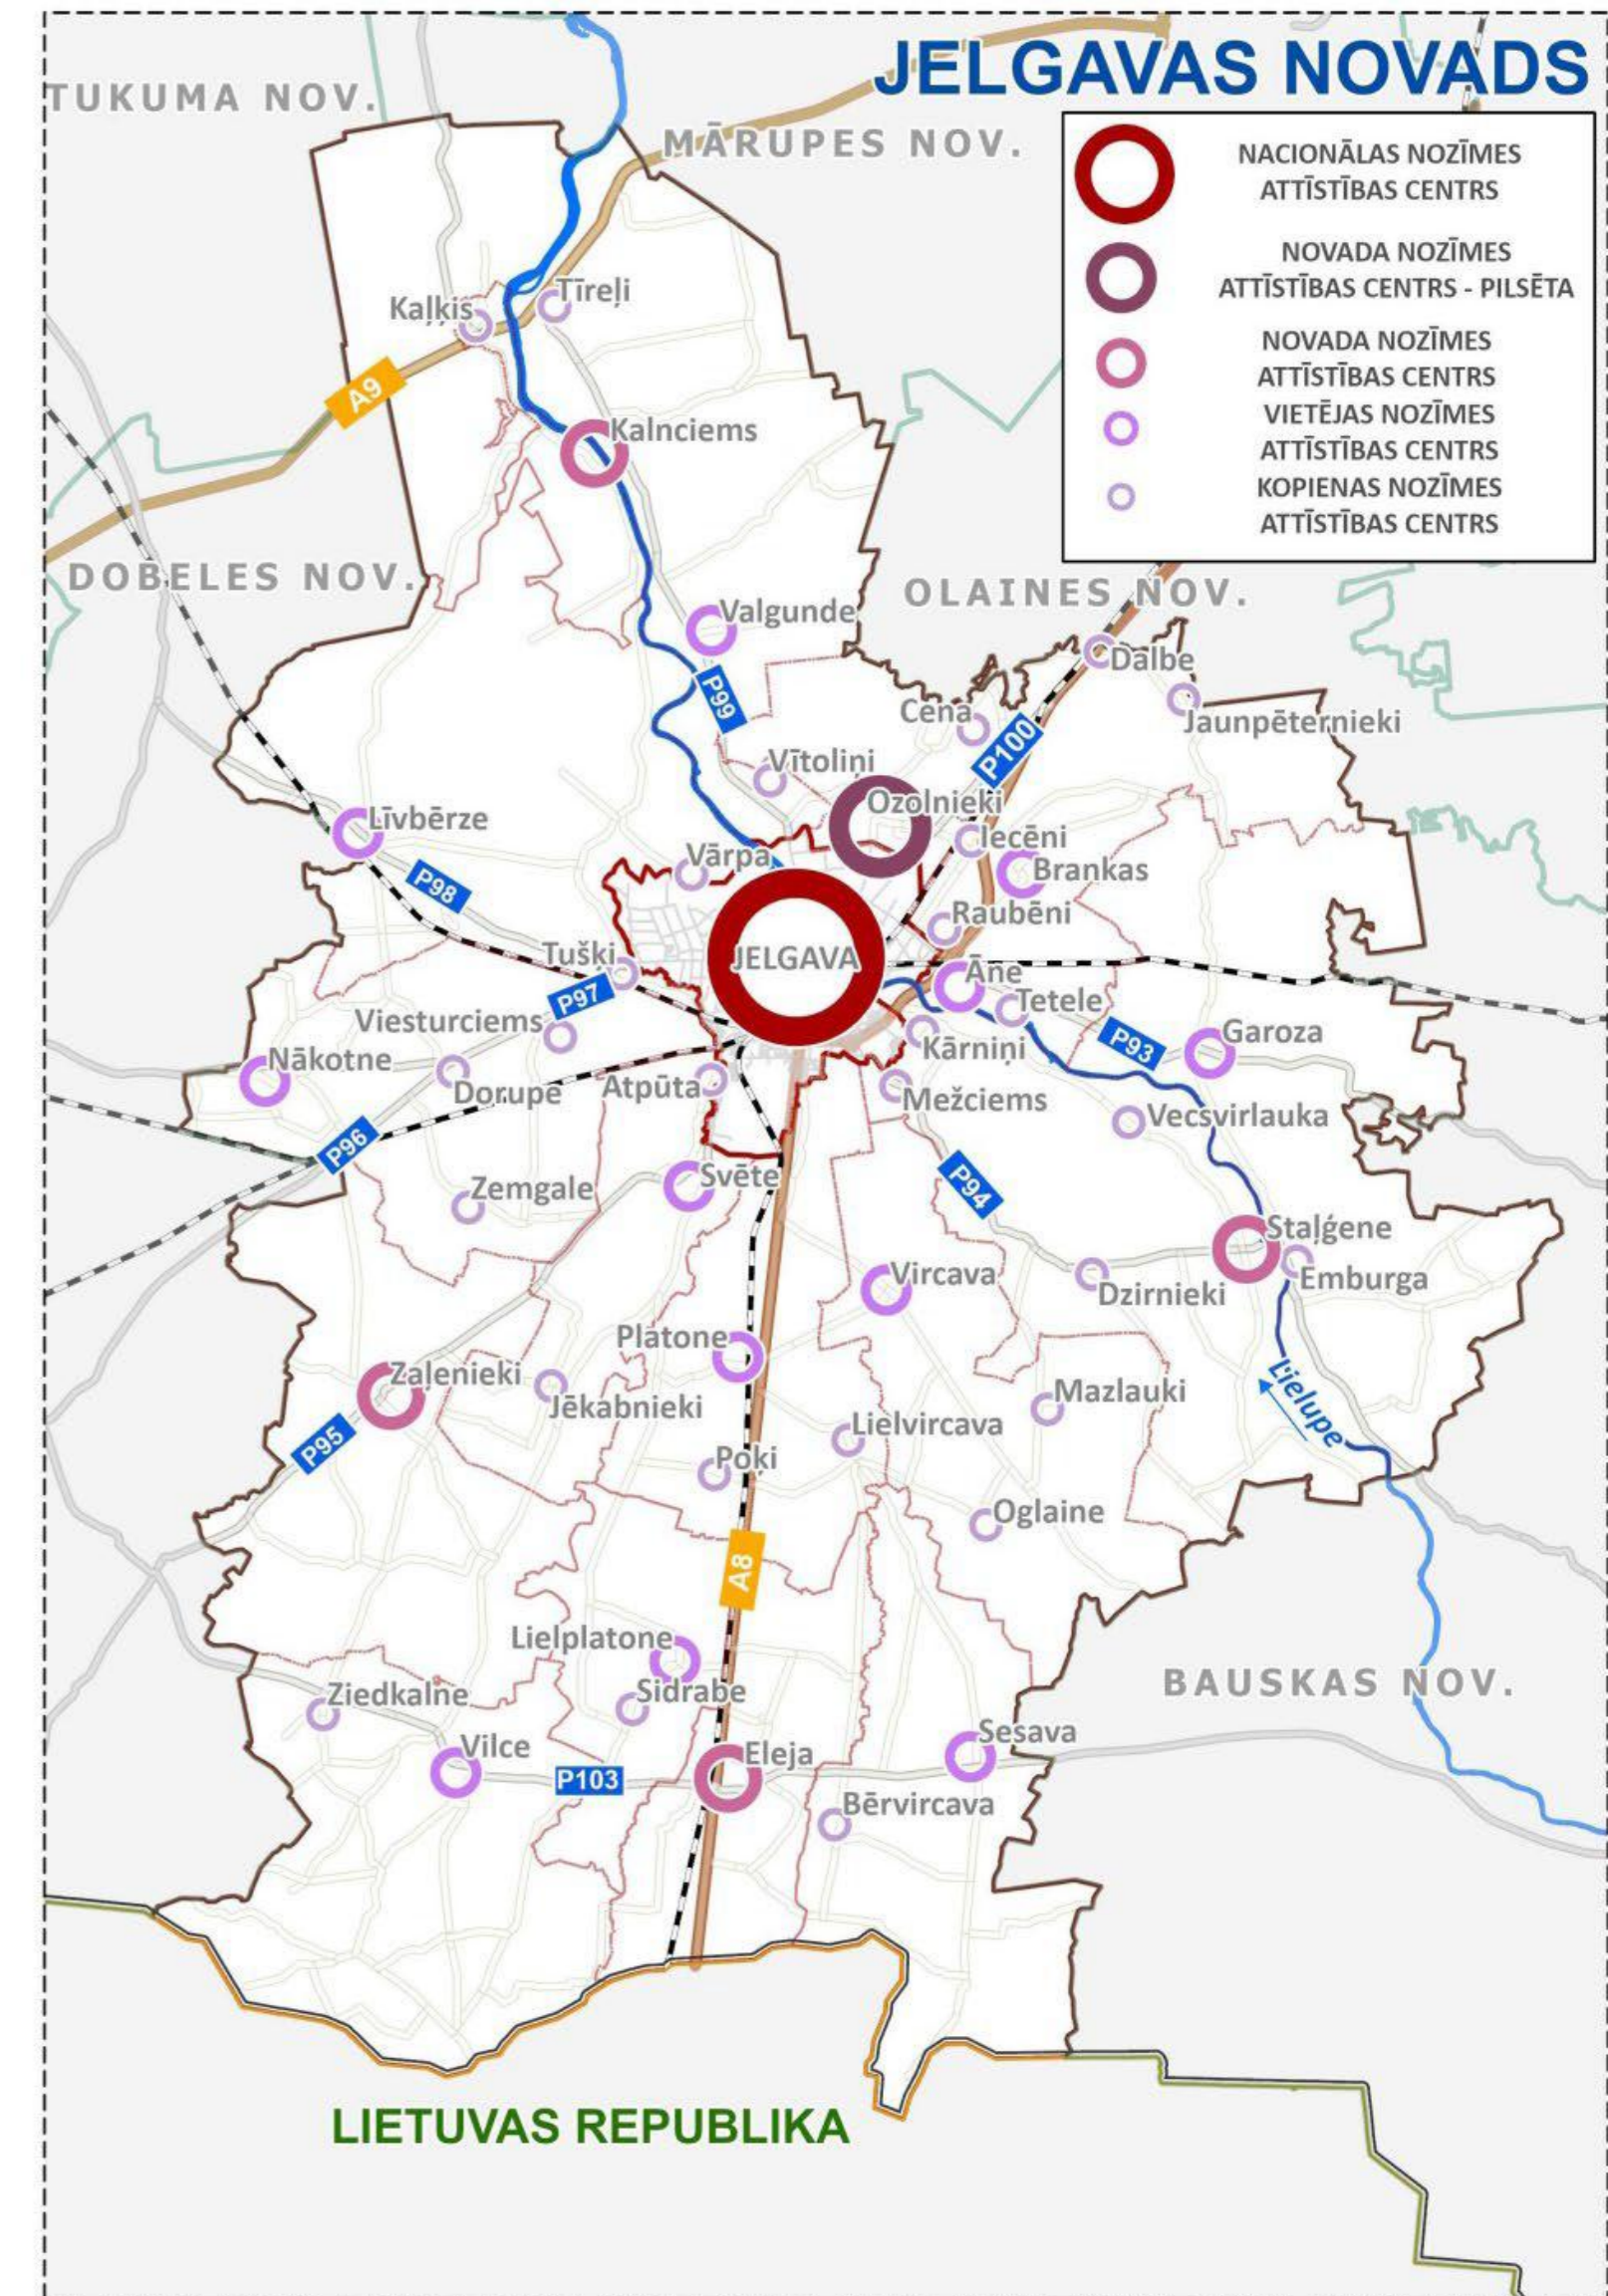 JELGAVAS NOVADS
NACIONĀLAS NOZĪMES
ATTĪSTĪBAS CENTRS
NOVADA NOZĪMES
ATTĪSTĪBAS CENTRS - PILSĒTA
NOVADA NOZĪMES
ATTĪSTĪBAS CENTRS
VIETĒJAS NOZĪMES
ATTĪSTĪBAS CENTRS
KOPIENAS NOZĪMES
ATTĪSTĪBAS CENTRS
TUKUMA NOV.
MĀRUPES NOV.
Tīreļi
Kaļķis
A9
Kalnciems
DOBELES NOV.
OLAINES NOV.
Valgunde
Dalbe
P99
Cena
Jaunpēternieki
P100
Vītoliņi
Ozolnieki
Līvbērze
Iecēni
Vārpa
Brankas
P98
Raubēni
Tušķi
JELGAVA
Āne
P97
Tetele
Viesturciems
Garoza
P93
Kārniņi
Nākotne
Dorupe
Atpūta
Mežciems
Vecsvirlauka
P96
Svēte
Zemgale
P94
Staļģene
Vircava
Emburga
Dzirnieki
Platone
Zaļenieki
Jēkabnieki
Mazlauki
Lielupe
Lielvircava
P95
Poķi
Oglaine
A8
Lielplatone
BAUSKAS NOV.
Ziedkalne
Sidrabe
Sesava
Vilce
Eleja
P103
Bērvircava
LIETUVAS REPUBLIKA